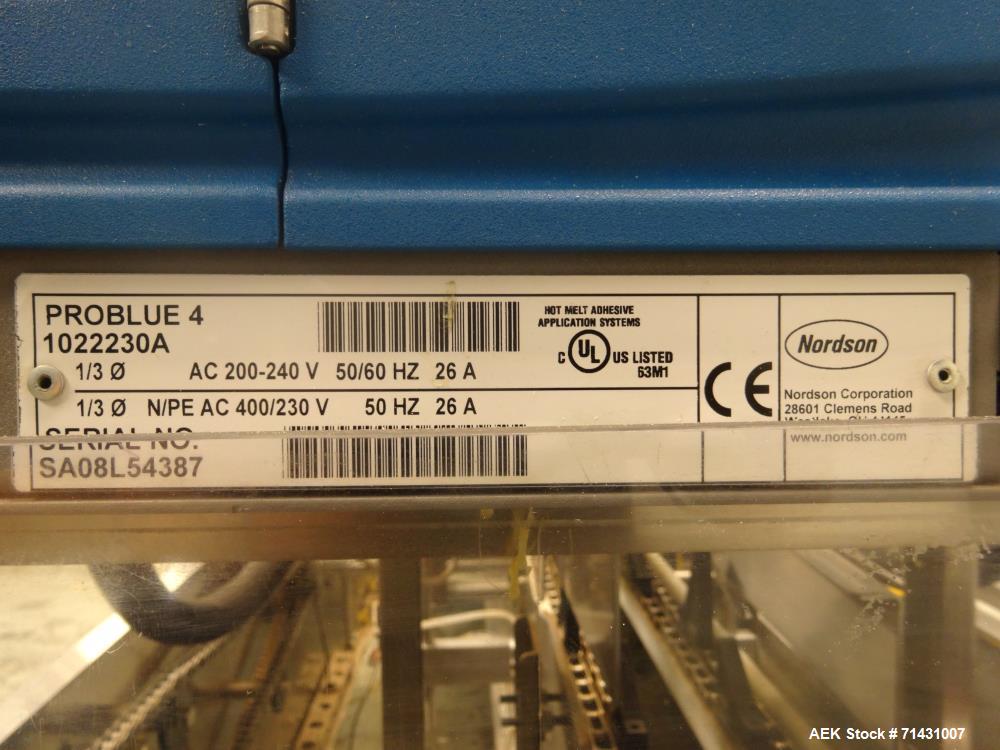 PROBLUE 4
1022230A
HOT MELT ADHESIVE
APPLICATION SYSTEMS
C UL US LISTED
63M1
1/3 Ø AC 200-240 V 50/60 HZ 26 A
1/3 Ø N/PE AC 400/230 V 50 HZ 26 A
SERIAL NO.
SA08L54387
CE
Nordson
Nordson Corporation
28601 Clemens Road
www.nordson.com
AEK Stock #71431007